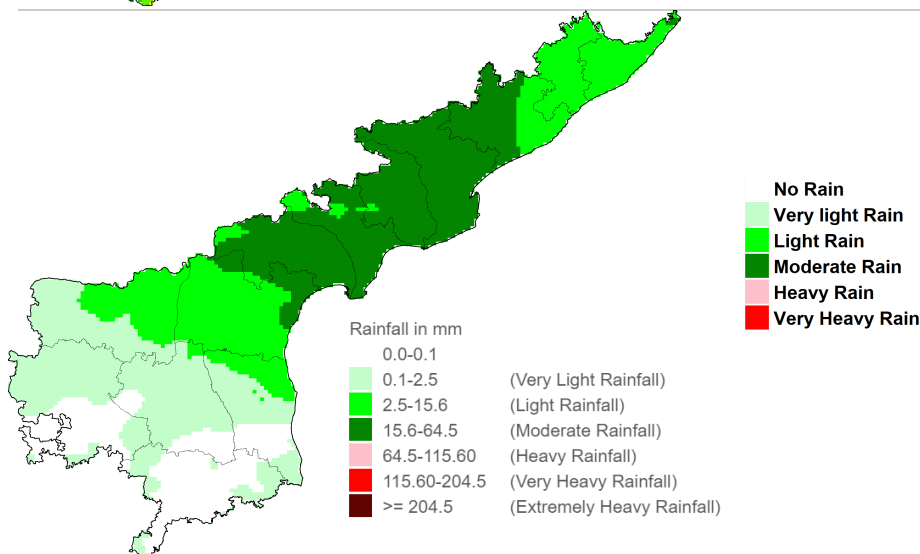 No Rain
Very light Rain
Light Rain
Moderate Rain
Heavy Rain
Very Heavy Rain
Rainfall in mm
0.0-0.1
0.1-2.5 (Very Light Rainfall)
2.5-15.6 (Light Rainfall)
15.6-64.5 (Moderate Rainfall)
64.5-115.60 (Heavy Rainfall)
115.60-204.5 (Very Heavy Rainfall)
>= 204.5 (Extremely Heavy Rainfall)